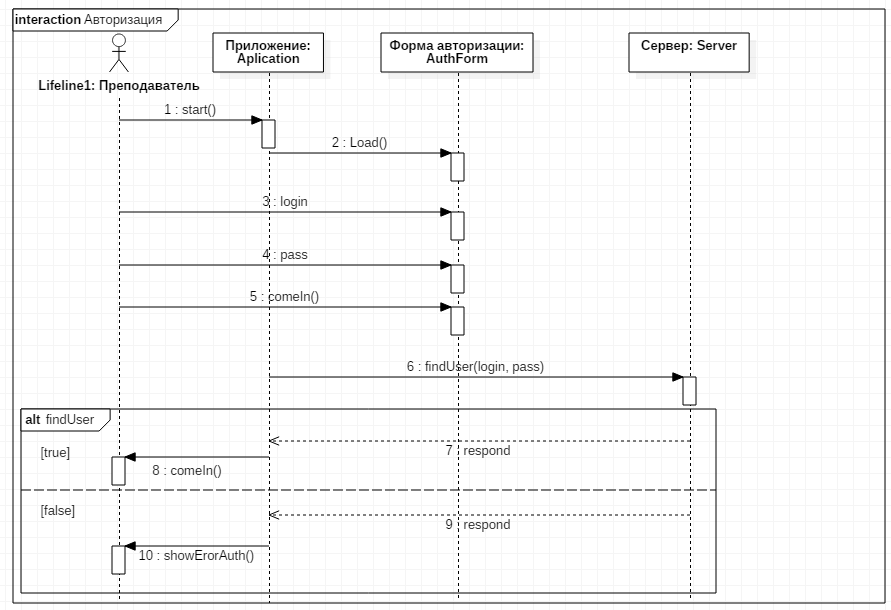 interaction Авторизация
Lifeline1: Преподаватель
Приложение:
Aplication
Форма авторизации:
AuthForm
Сервер: Server
1 : start()
2 : Load()
3 : login
4 : pass
5 : comeIn()
6 : findUser(login, pass)
alt findUser
[true]
7 : respond
8 : comeIn()
[false]
9 : respond
10 : showErorAuth()